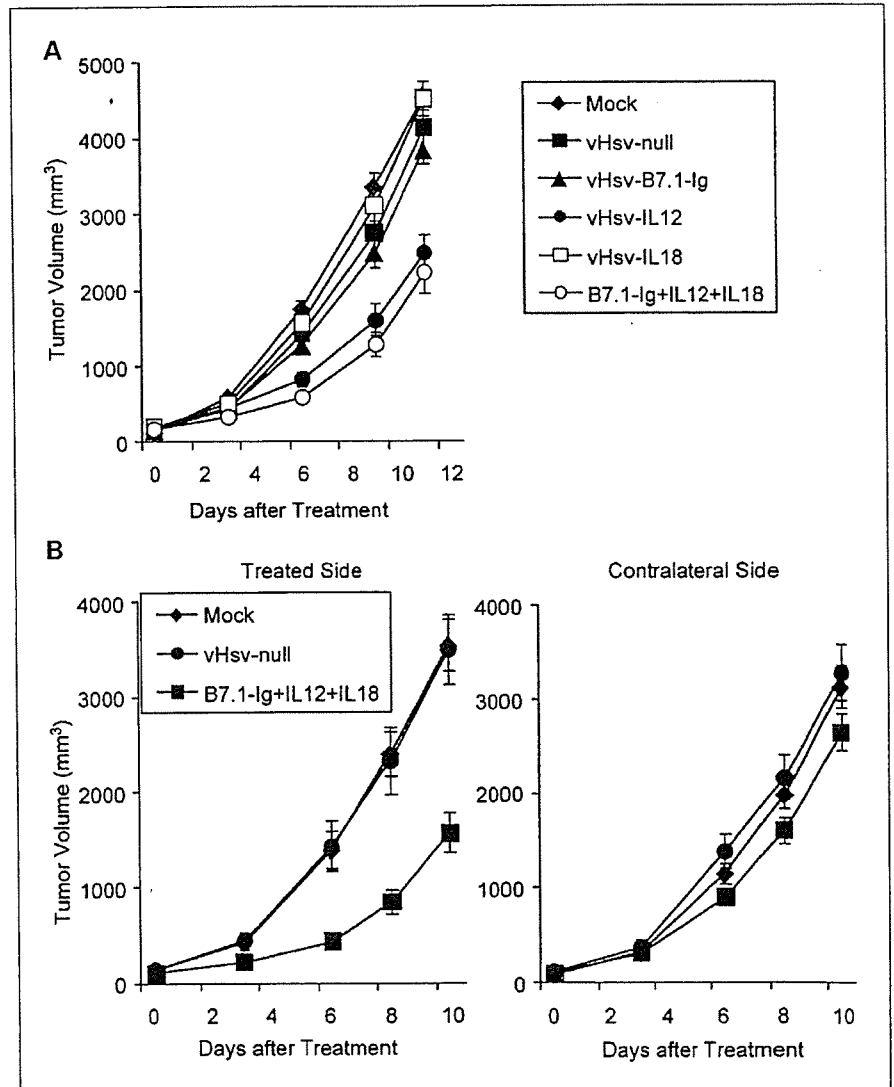 A
5000
4000
3000
2000
1000
0
Tumor Volume (mm³)
0 2 4 6 8 10 12
Days after Treatment
Mock
vHsv-null
vHsv-B7.1-Ig
vHsv-IL12
vHsv-IL18
B7.1-Ig+IL12+IL18
B
Treated Side
4000
3000
2000
1000
0
Tumor Volume (mm³)
Mock
vHsv-null
B7.1-Ig+IL12+IL18
0 2 4 6 8 10
Days after Treatment
Contralateral Side
4000
3000
2000
1000
0
0 2 4 6 8 10
Days after Treatment